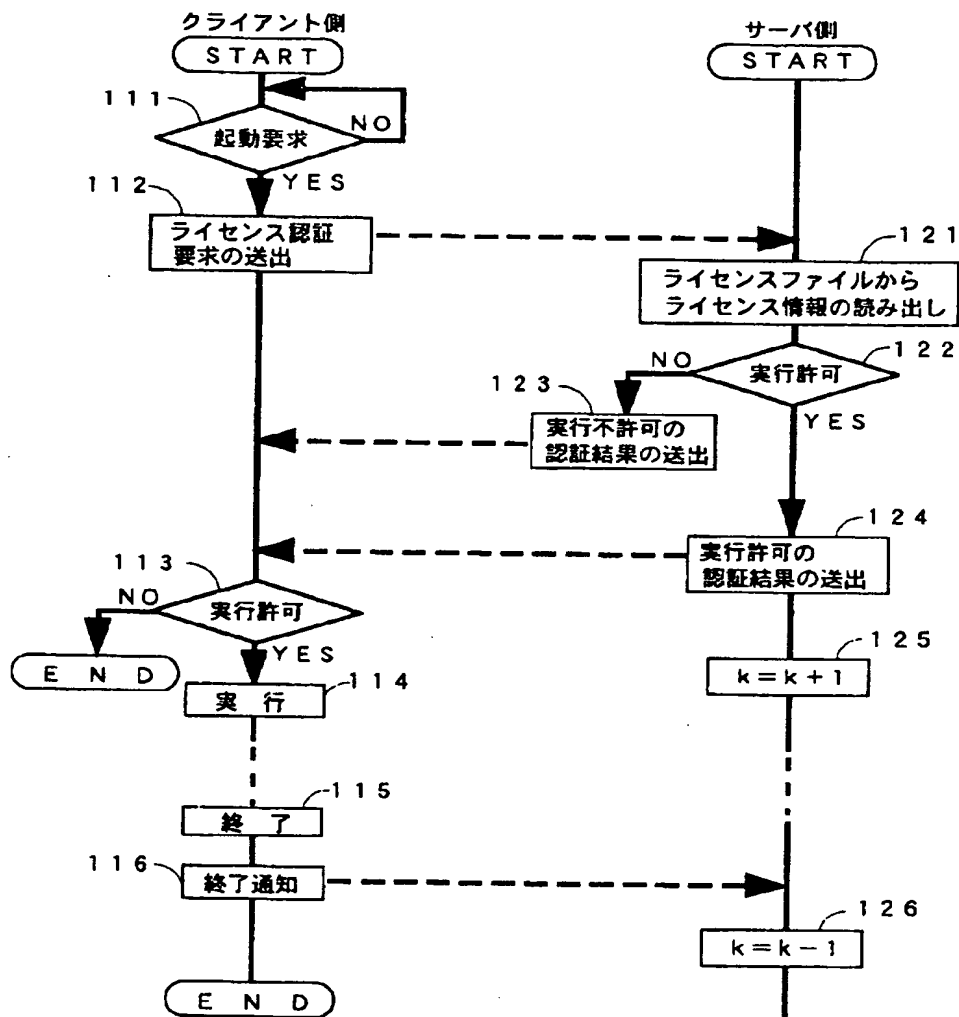 クライアント側
START
サーバ側
START
111
起動要求
NO
YES
112
ライセンス認証
要求の送出
121
ライセンスファイルから
ライセンス情報の読み出し
122
実行許可
NO
YES
123
実行不許可の
認証結果の送出
124
実行許可の
認証結果の送出
113
実行許可
NO
END
YES
114
実 行
125
k=k+1
115
終 了
116
終了通知
126
k=k-1
END